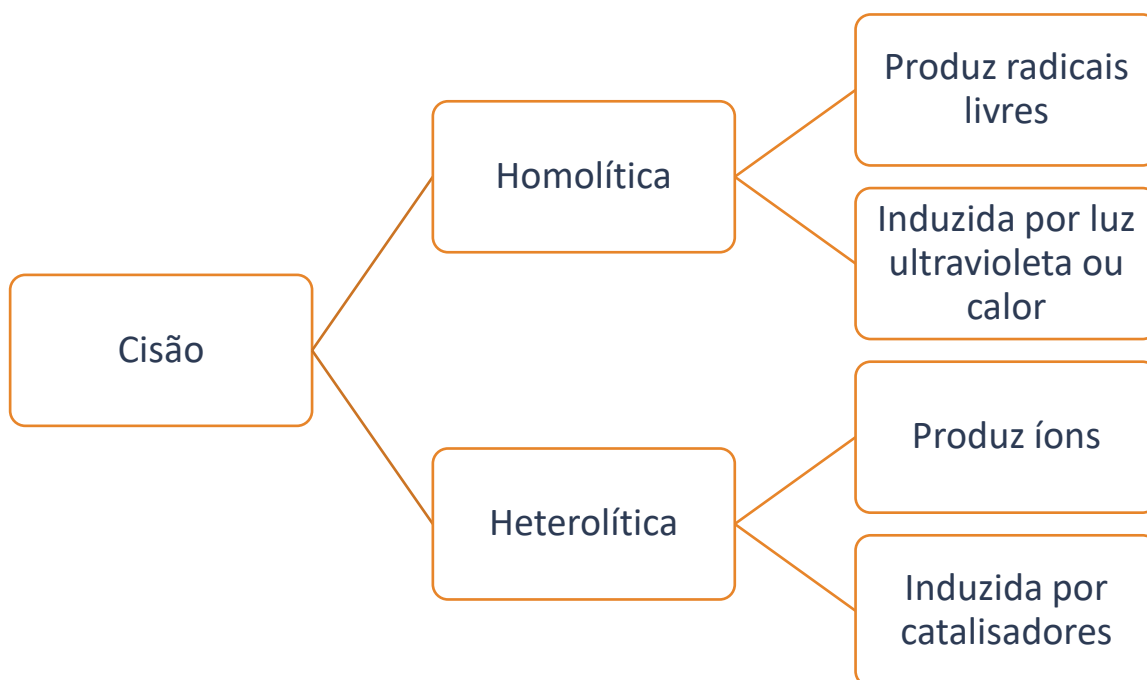 Cisão
Homolítica
Produz radicais
livres
Induzida por luz
ultravioleta ou
calor
Heterolítica
Produz íons
Induzida por
catalisadores